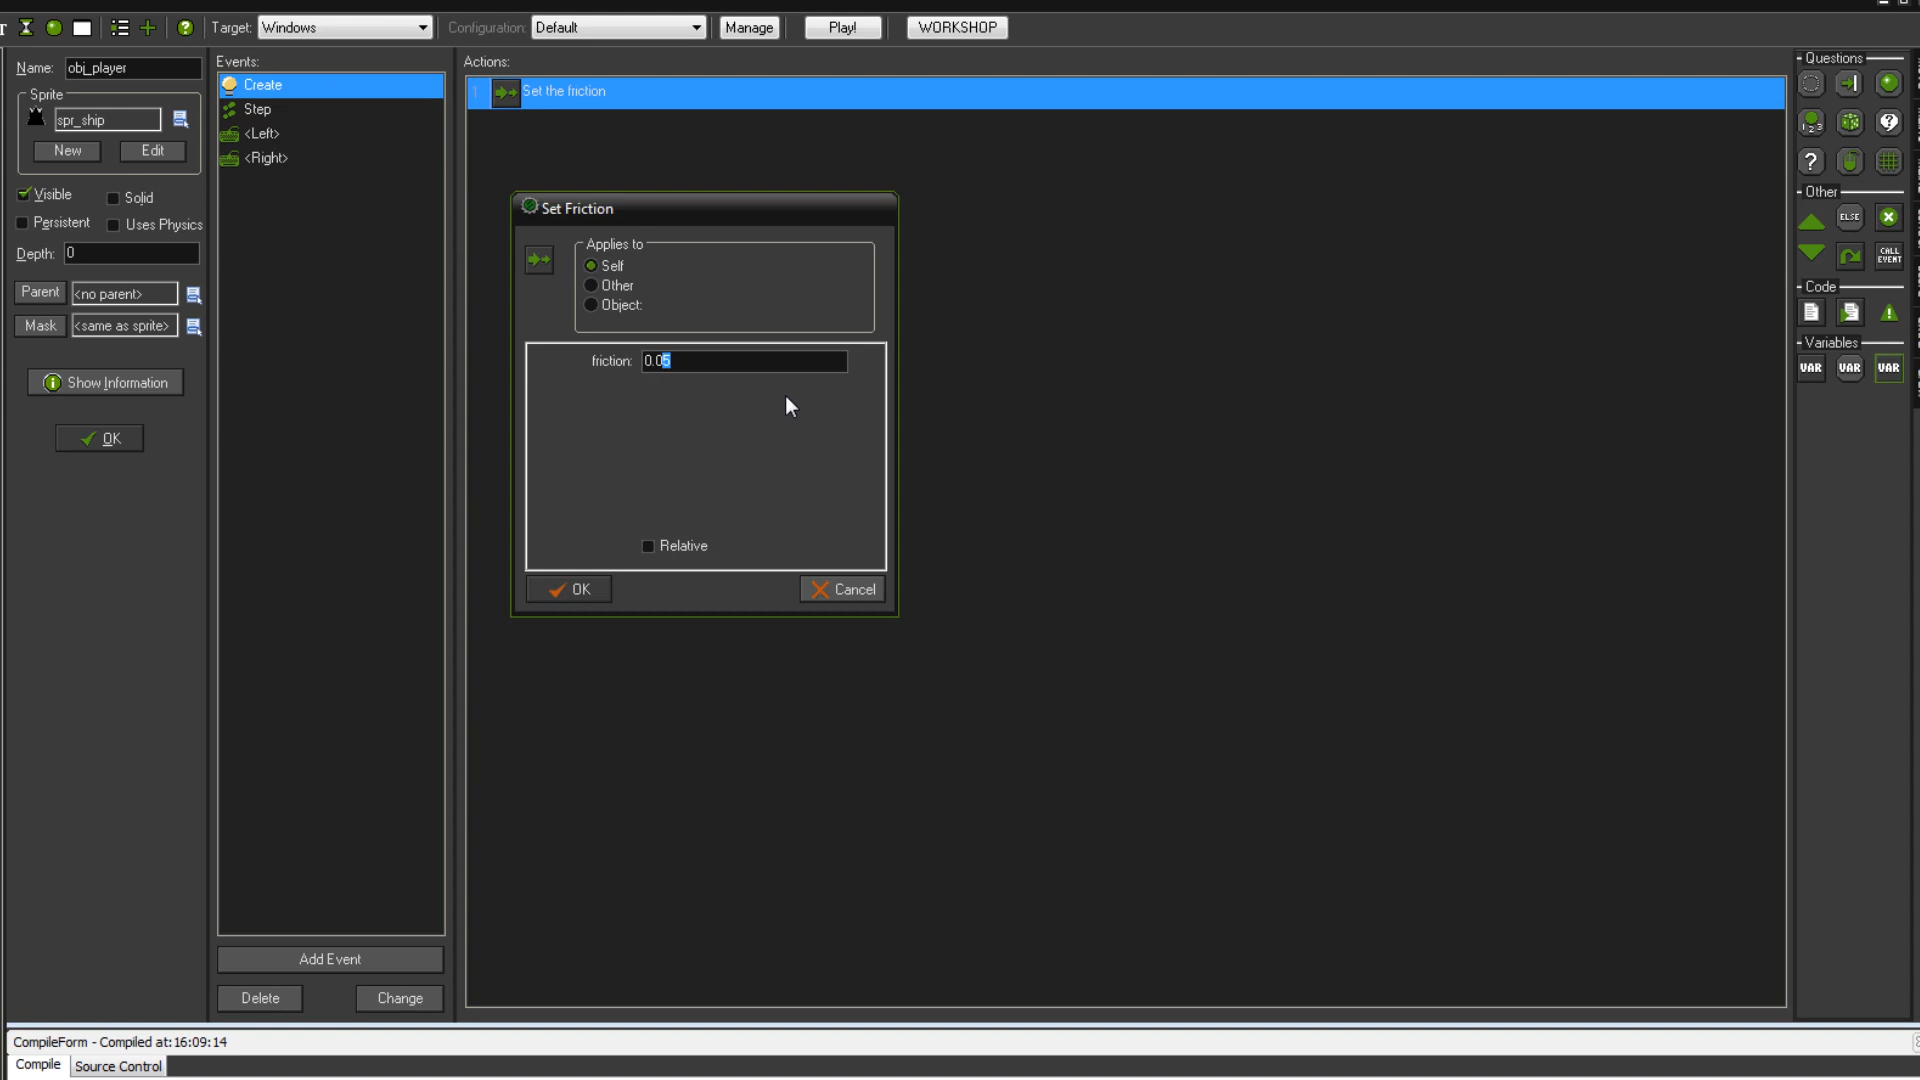 Target: Windows Configuration: Default Manage Play! WORKSHOP
Name: obj_player
Sprite
spr_ship
New Edit
Visible Solid
Persistent Uses Physics
Depth: 0
Parent <no parent>
Mask <same as sprite>
Show Information
OK
Events:
Create
Step
<Left>
<Right>
Add Event
Delete Change
Actions:
Set the friction
Set Friction
Applies to
Self
Other
Object:
friction: 0.05
Relative
OK Cancel
Questions
1 2 3
?
?
Other
ELSE
CALL EVENT
Code
Variables
VAR VAR VAR
CompileForm - Compiled at: 16:09:14
Compile Source Control